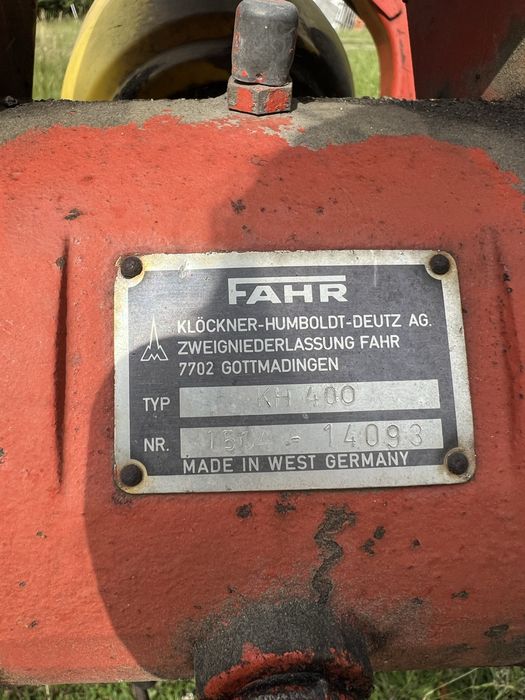 FAHR
KLÖCKNER-HUMBOLDT-DEUTZ AG.
ZWEIGNIEDERLASSUNG FAHR
7702 GOTTMADINGEN
TYP KH 400
NR. - 14093
MADE IN WEST GERMANY